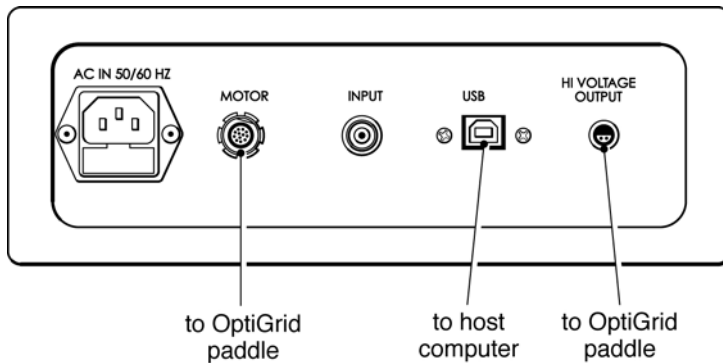 AC IN 50/60 HZ
MOTOR
INPUT
USB
HI VOLTAGE
OUTPUT
to OptiGrid
paddle
to host
computer
to OptiGrid
paddle